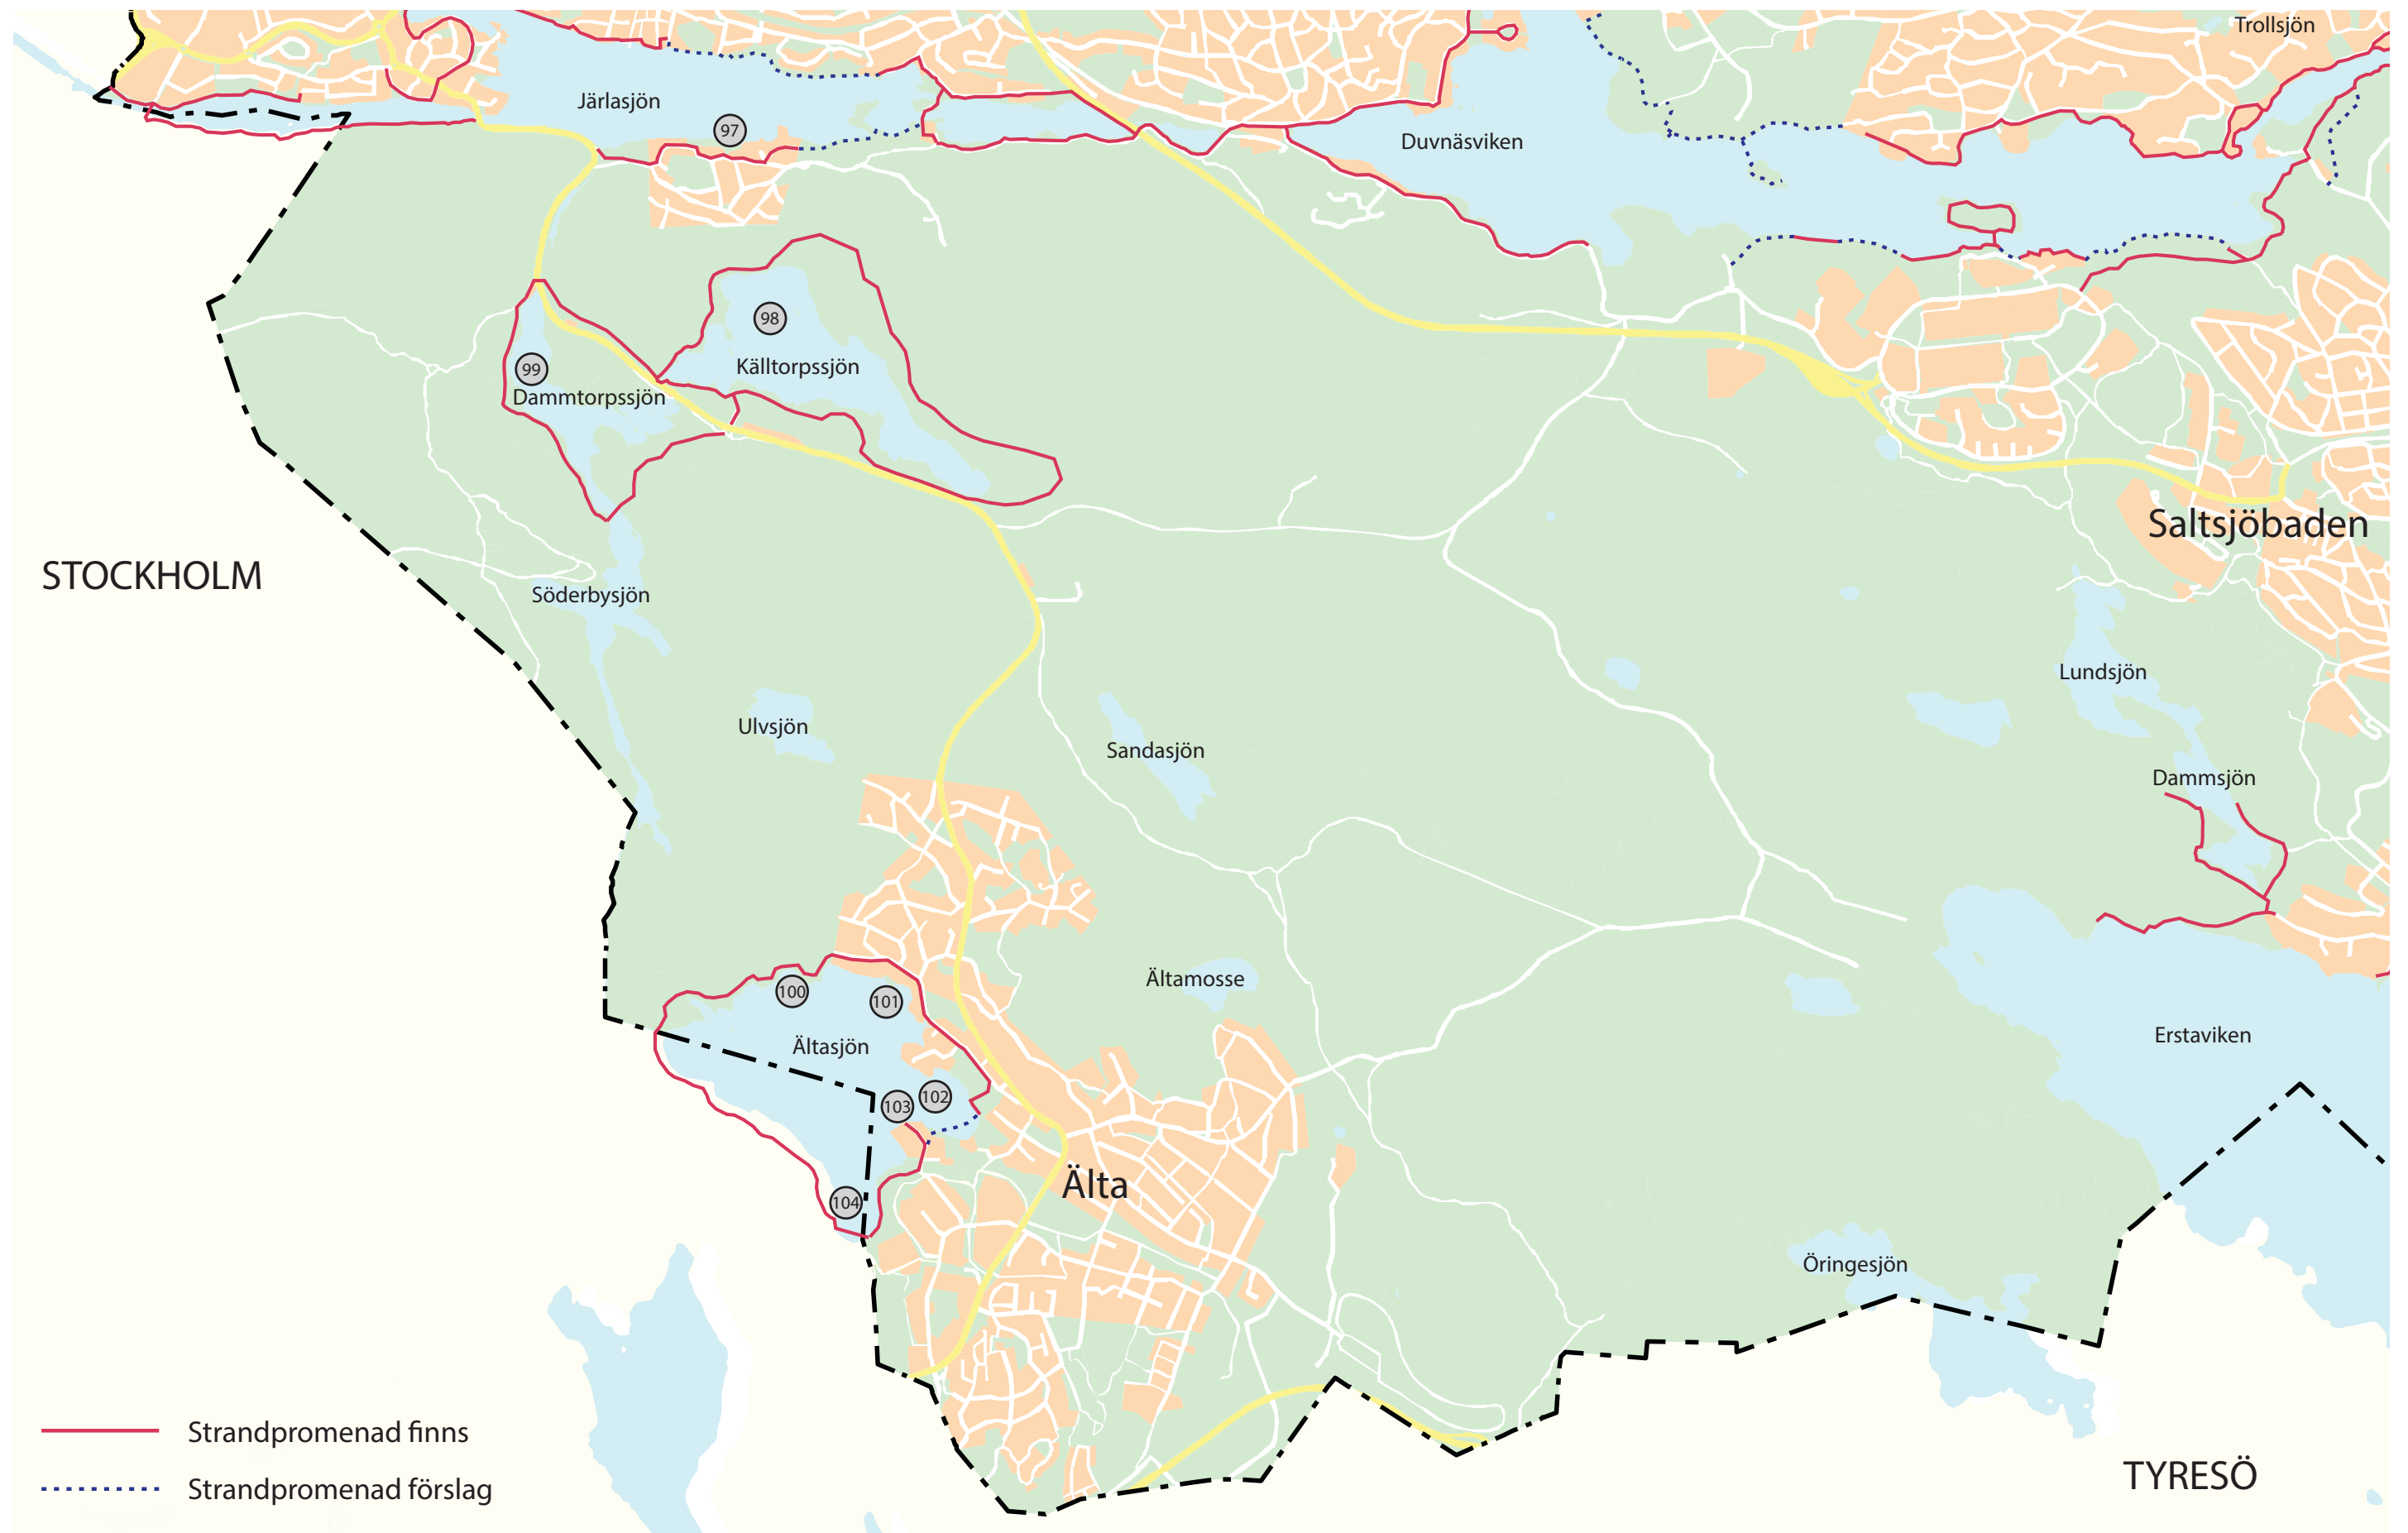 Trollsjön
Järlasjön
97
Duvnäsviken
98
Källtorpssjön
99
Dammtorpssjön
Saltsjöbaden
STOCKHOLM
Söderbysjön
Lundsjön
Ulvsjön
Sandasjön
Dammsjön
Ältamosse
100
101
Erstaviken
Ältasjön
102
103
Älta
104
Öringesjön
Strandpromenad finns
TYRESÖ
Strandpromenad förslag